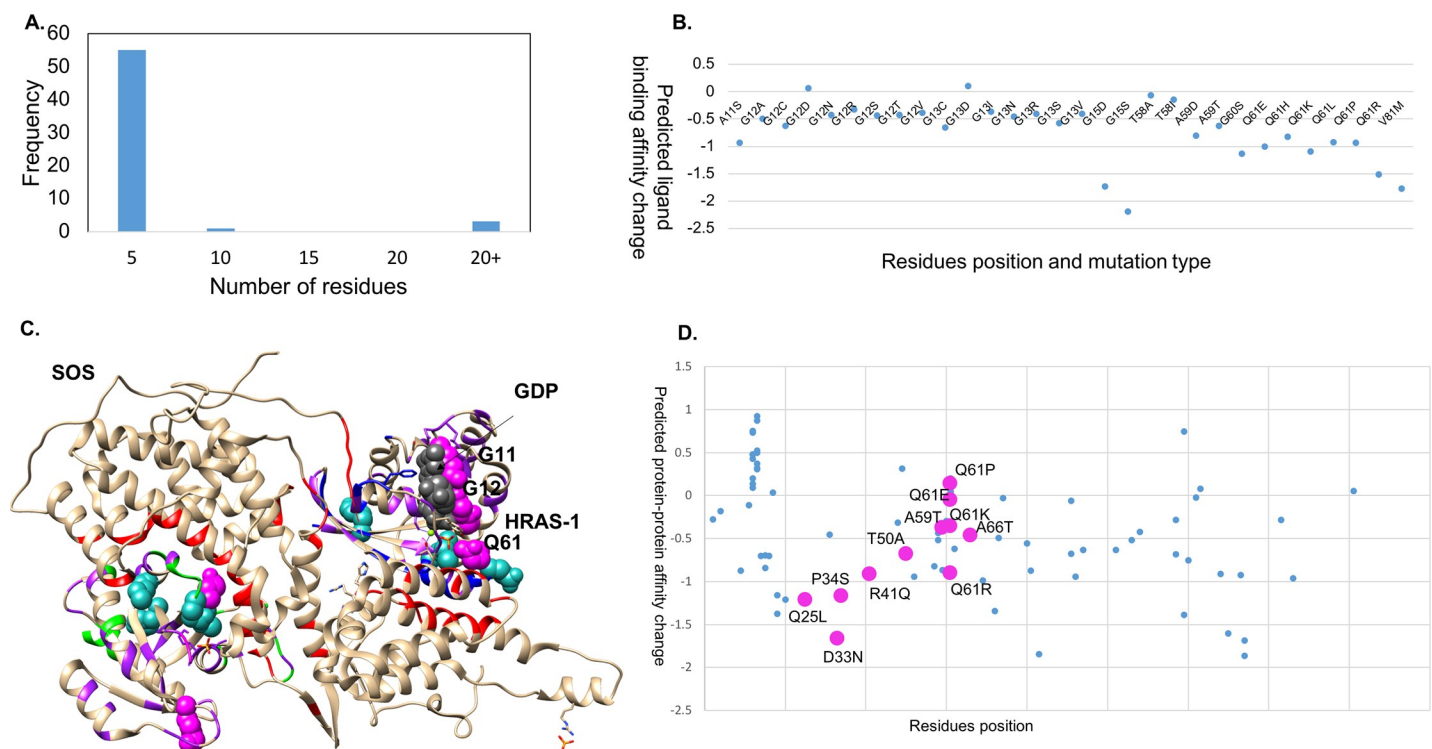 A.
60
50
40
30
20
10
0
Frequency
5 10 15 20 20+
Number of residues
B.
Predicted ligand
binding affinity change
0.5
0
-0.5
-1
-1.5
-2
-2.5
A11S G12A G12C G12D G12N G12R G12S G12T G12V G13C G13D G13I G13N G13R G13S G13V G15D G15S T58A T58I A59D A59T Q60S Q61E Q61H Q61K Q61L Q61P Q61R V81M
Residues position and mutation type
C.
SOS
GDP
G11
G12
HRAS-1
Q61
D.
Predicted protein-protein affinity change
1.5
1
0.5
0
-0.5
-1
-1.5
-2
-2.5
Q61P
Q61E
A59T Q61K
A66T
T50A
P34S
R41Q
Q61R
Q25L
D33N
Residues position